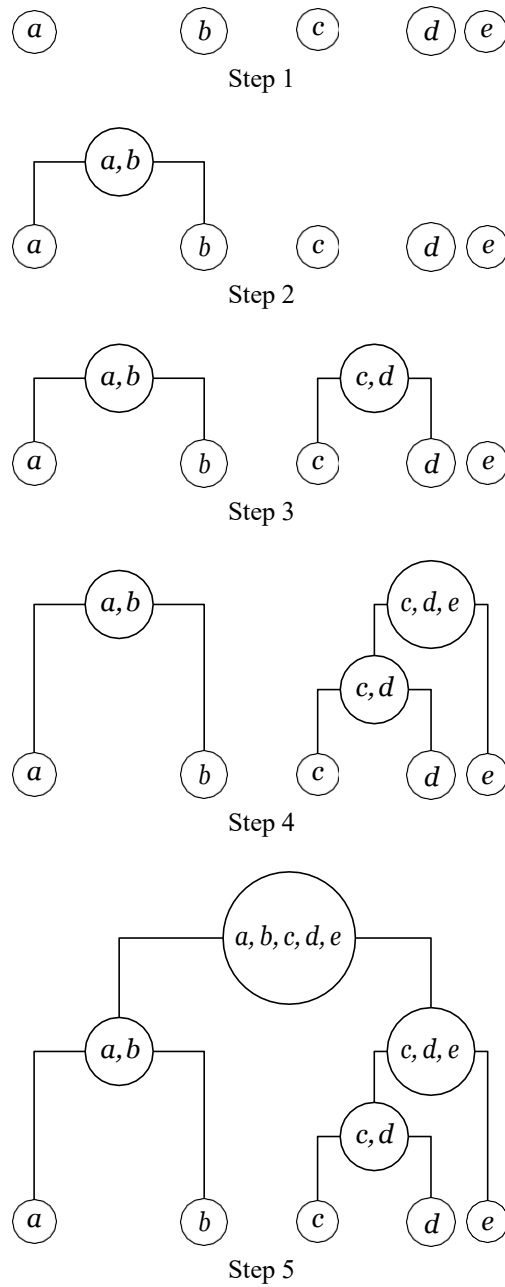 a b c d e
Step 1
a, b
a b c d e
Step 2
a, b c, d
a b c d e
Step 3
a, b c, d, e
c, d
a b c d e
Step 4
a, b, c, d, e
a, b c, d, e
c, d
a b c d e
Step 5